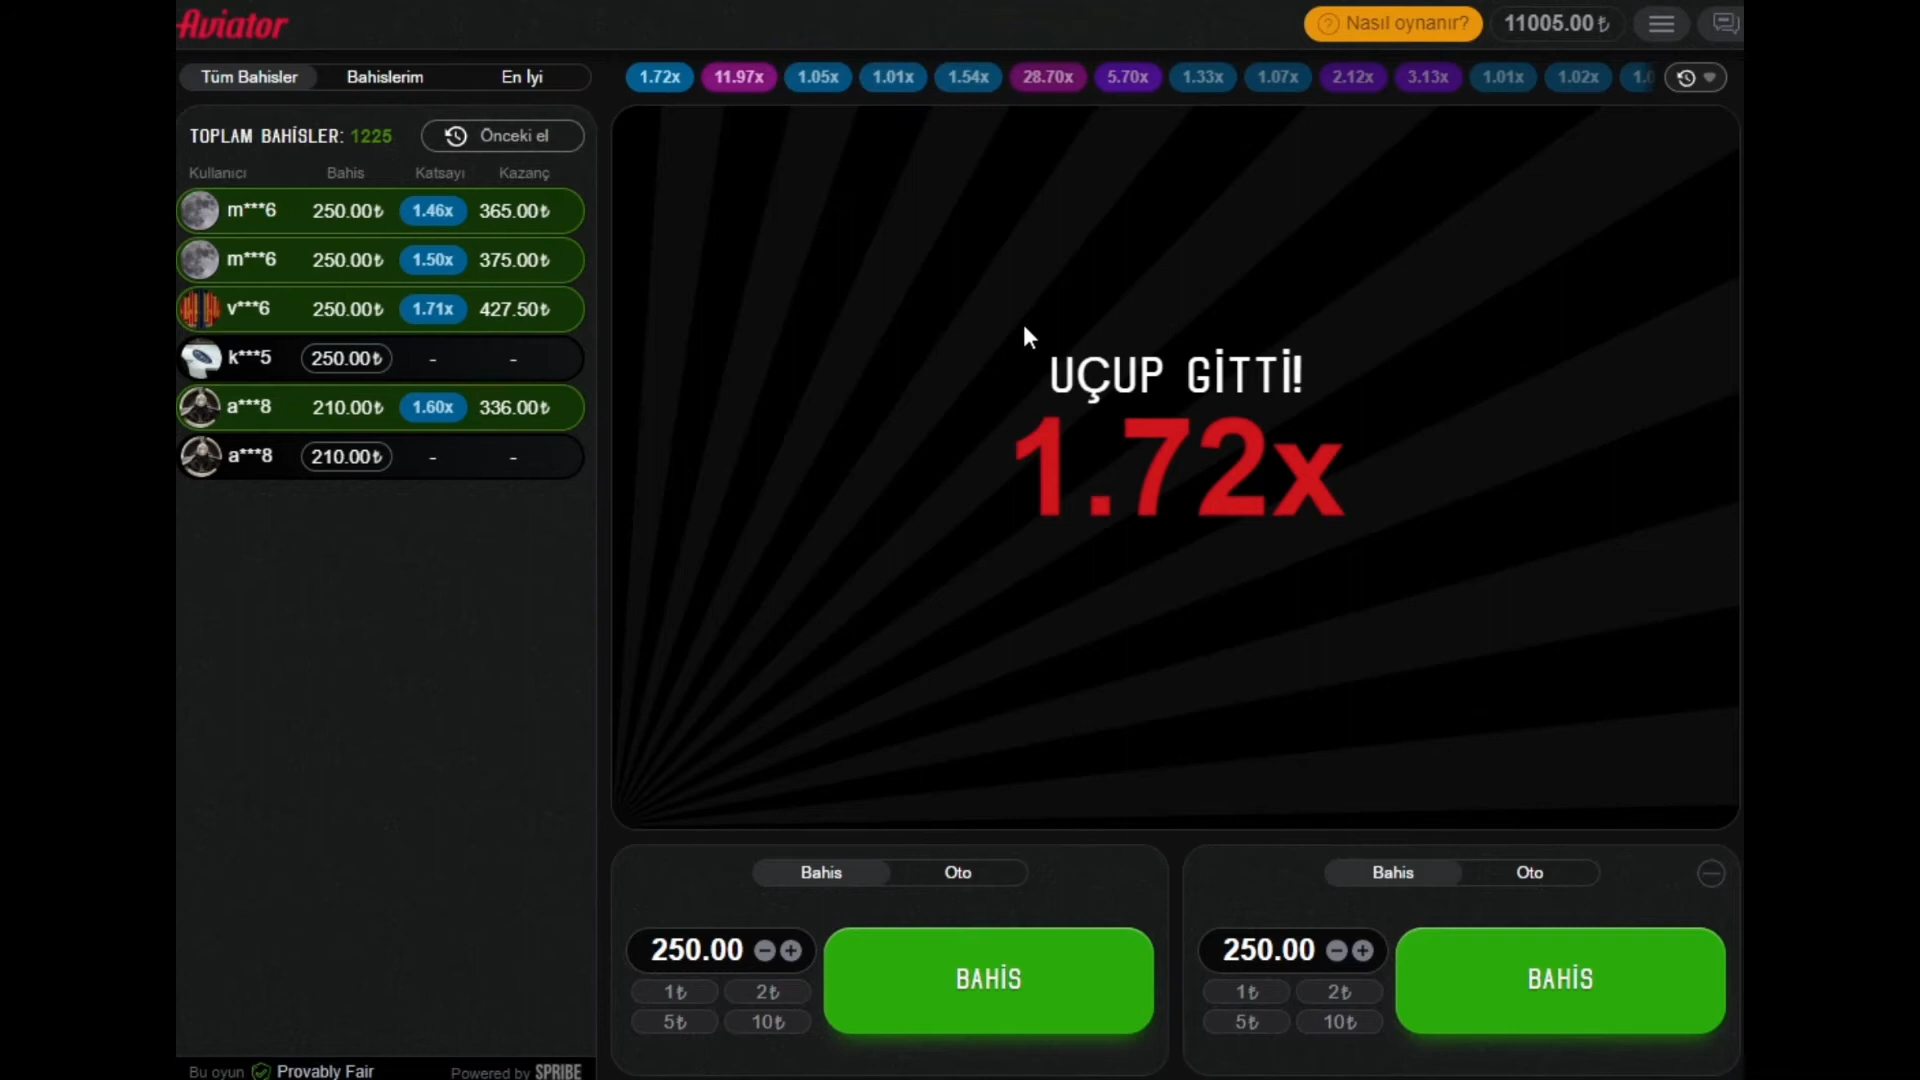 Aviator
Nasıl oynanır?
11005.00₺
Tüm Bahisler Bahislerim En İyi
1.72x 11.97x 1.05x 1.01x 1.54x 28.70x 5.70x 1.33x 1.07x 2.12x 3.13x 1.01x 1.02x
TOPLAM BAHİSLER: 1225
Önceki el
Kullanıcı Bahis Katsayı Kazanç
m***6 250.00₺ 1.46x 365.00₺
m***6 250.00₺ 1.50x 375.00₺
v***6 250.00₺ 1.71x 427.50₺
k***5 250.00₺ - -
a***8 210.00₺ 1.60x 336.00₺
a***8 210.00₺ - -
UÇUP GİTTİ!
1.72x
Bahis Oto
250.00
1₺ 2₺
5₺ 10₺
BAHİS
Bahis Oto
250.00
1₺ 2₺
5₺ 10₺
BAHİS
Bu oyun Provably Fair
Powered by SPRIBE